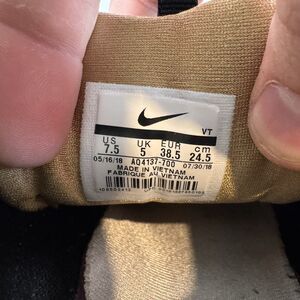 VT
US UK EUR cm
7.5 5 38.5 24.5
05/16/18 AQ4137-700 07/30/18
MADE IN VIETNAM
FABRIQUE AU VIETNAM